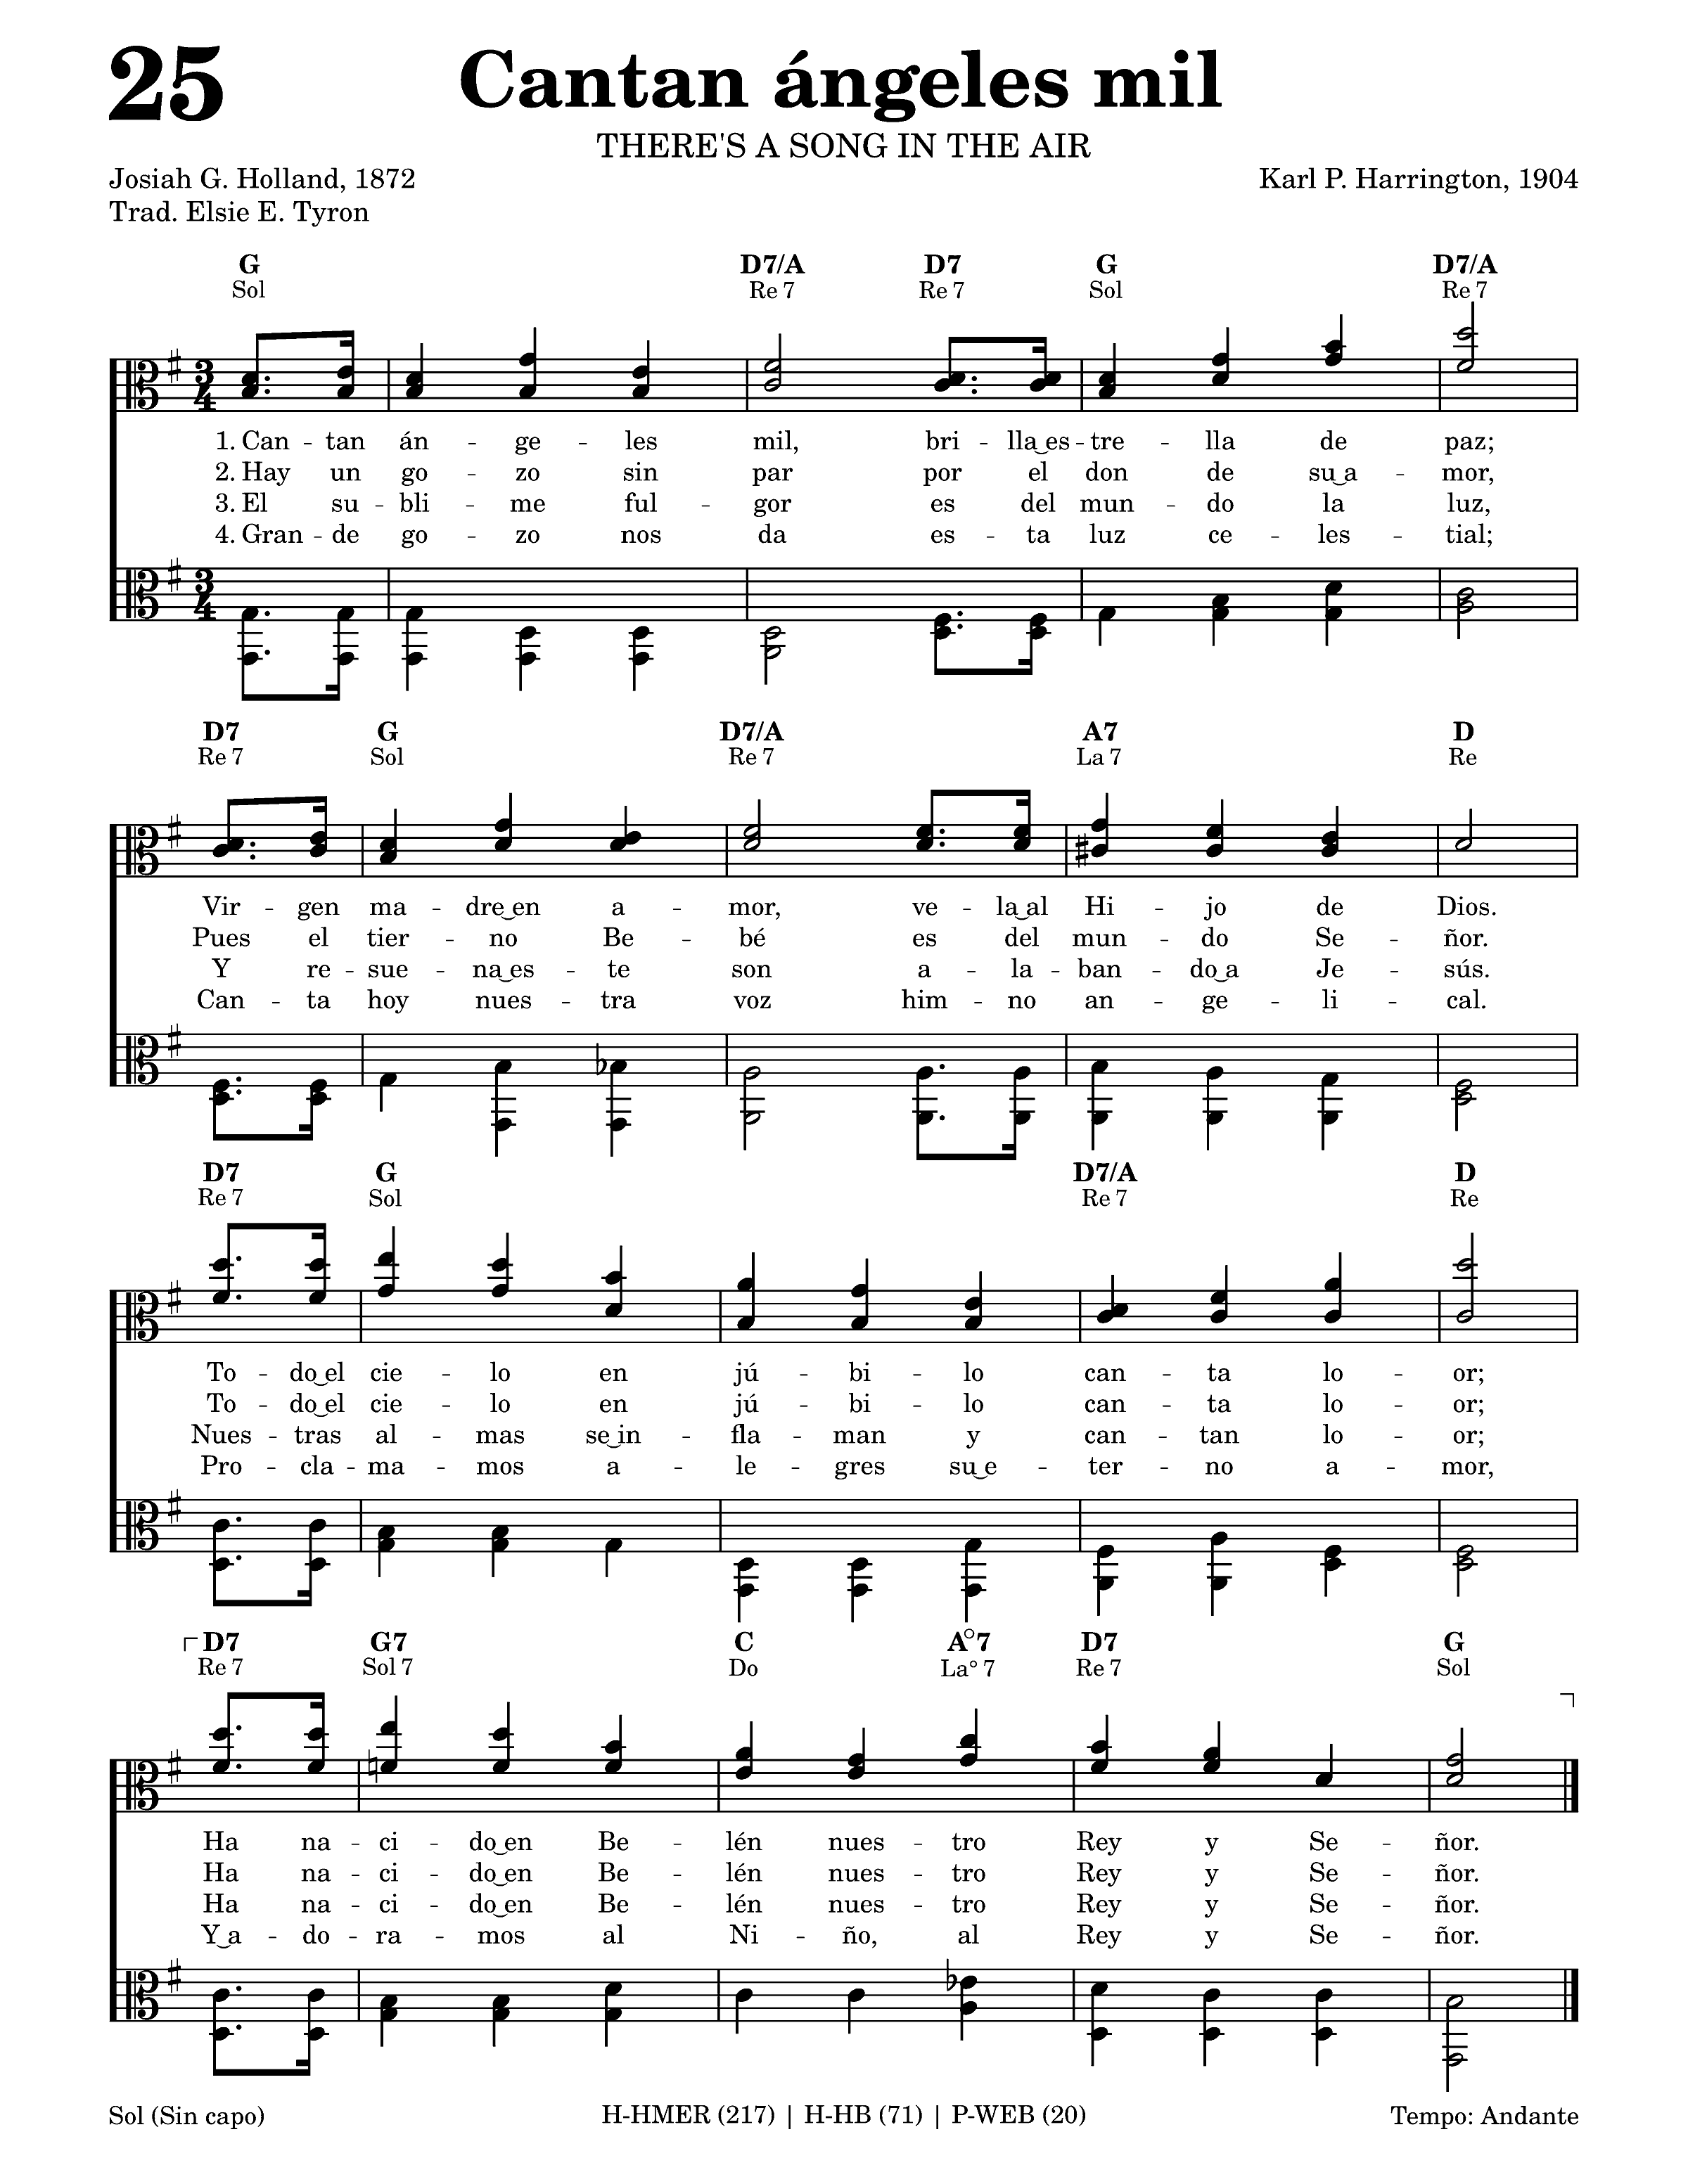 25
Cantan ángeles mil
THERE'S A SONG IN THE AIR
Josiah G. Holland, 1872
Karl P. Harrington, 1904
Trad. Elsie E. Tyron
G D7/A D7 G D7/A
Sol Re 7 Re 7 Sol Re 7
3
4
1. Can - tan án - ge - les mil, bri - lla‿es - tre - lla de paz;
2. Hay un go - zo sin par por el don de su‿a - mor,
3. El su - bli - me ful - gor es del mun - do la luz,
4. Gran - de go - zo nos da es - ta luz ce - les - tial;
3
4
D7 G D7/A A7 D
Re 7 Sol Re 7 La 7 Re
Vir - gen ma - dre‿en a - mor, ve - la‿al Hi - jo de Dios.
Pues el tier - no Be - bé es del mun - do Se - ñor.
Y re - sue - na‿es - te son a - la - ban - do‿a Je - sús.
Can - ta hoy nues - tra voz him - no an - ge - li - cal.
D7 G D7/A D
Re 7 Sol Re 7 Re
To - do‿el cie - lo en jú - bi - lo can - ta lo - or;
To - do‿el cie - lo en jú - bi - lo can - ta lo - or;
Nues - tras al - mas se‿in - fla - man y can - tan lo - or;
Pro - cla - ma - mos a - le - gres su‿e - ter - no a - mor,
D7 G7 C A°7 D7 G
Re 7 Sol 7 Do La° 7 Re 7 Sol
Ha na - ci - do‿en Be - lén nues - tro Rey y Se - ñor.
Ha na - ci - do‿en Be - lén nues - tro Rey y Se - ñor.
Ha na - ci - do‿en Be - lén nues - tro Rey y Se - ñor.
Y‿a - do - ra - mos al Ni - ño, al Rey y Se - ñor.
Sol (Sin capo)
H-HMER (217) | H-HB (71) | P-WEB (20)
Tempo: Andante